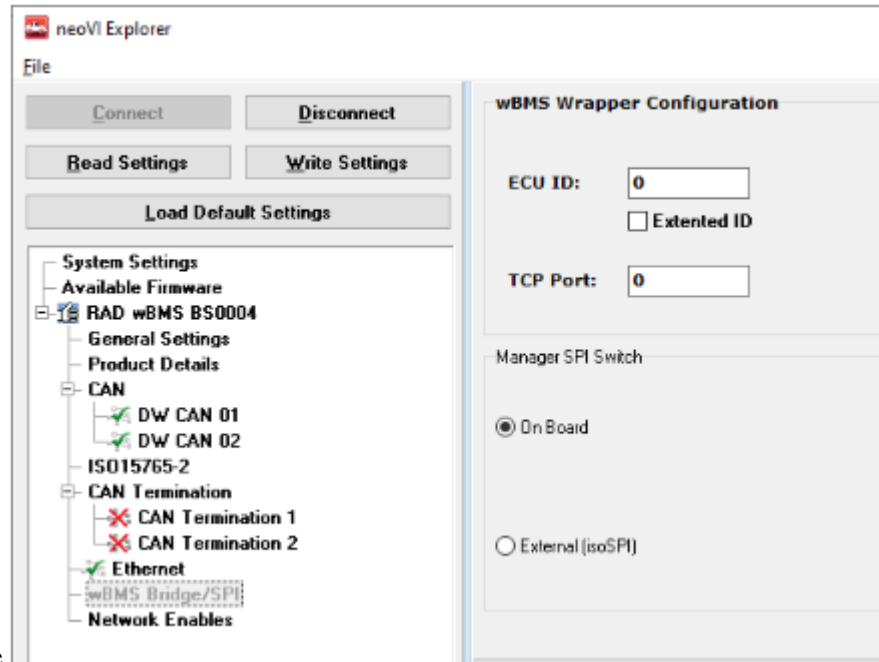 neoVI Explorer
File
Connect
Disconnect
Read Settings
Write Settings
Load Default Settings
System Settings
Available Firmware
RAD wBMS BS0004
General Settings
Product Details
CAN
DW CAN 01
DW CAN 02
ISO15765-2
CAN Termination
CAN Termination 1
CAN Termination 2
Ethernet
wBMS Bridge/SPI
Network Enables
wBMS Wrapper Configuration
ECU ID: 0
Extented ID
TCP Port: 0
Manager SPI Switch
On Board
External (isoSPI)